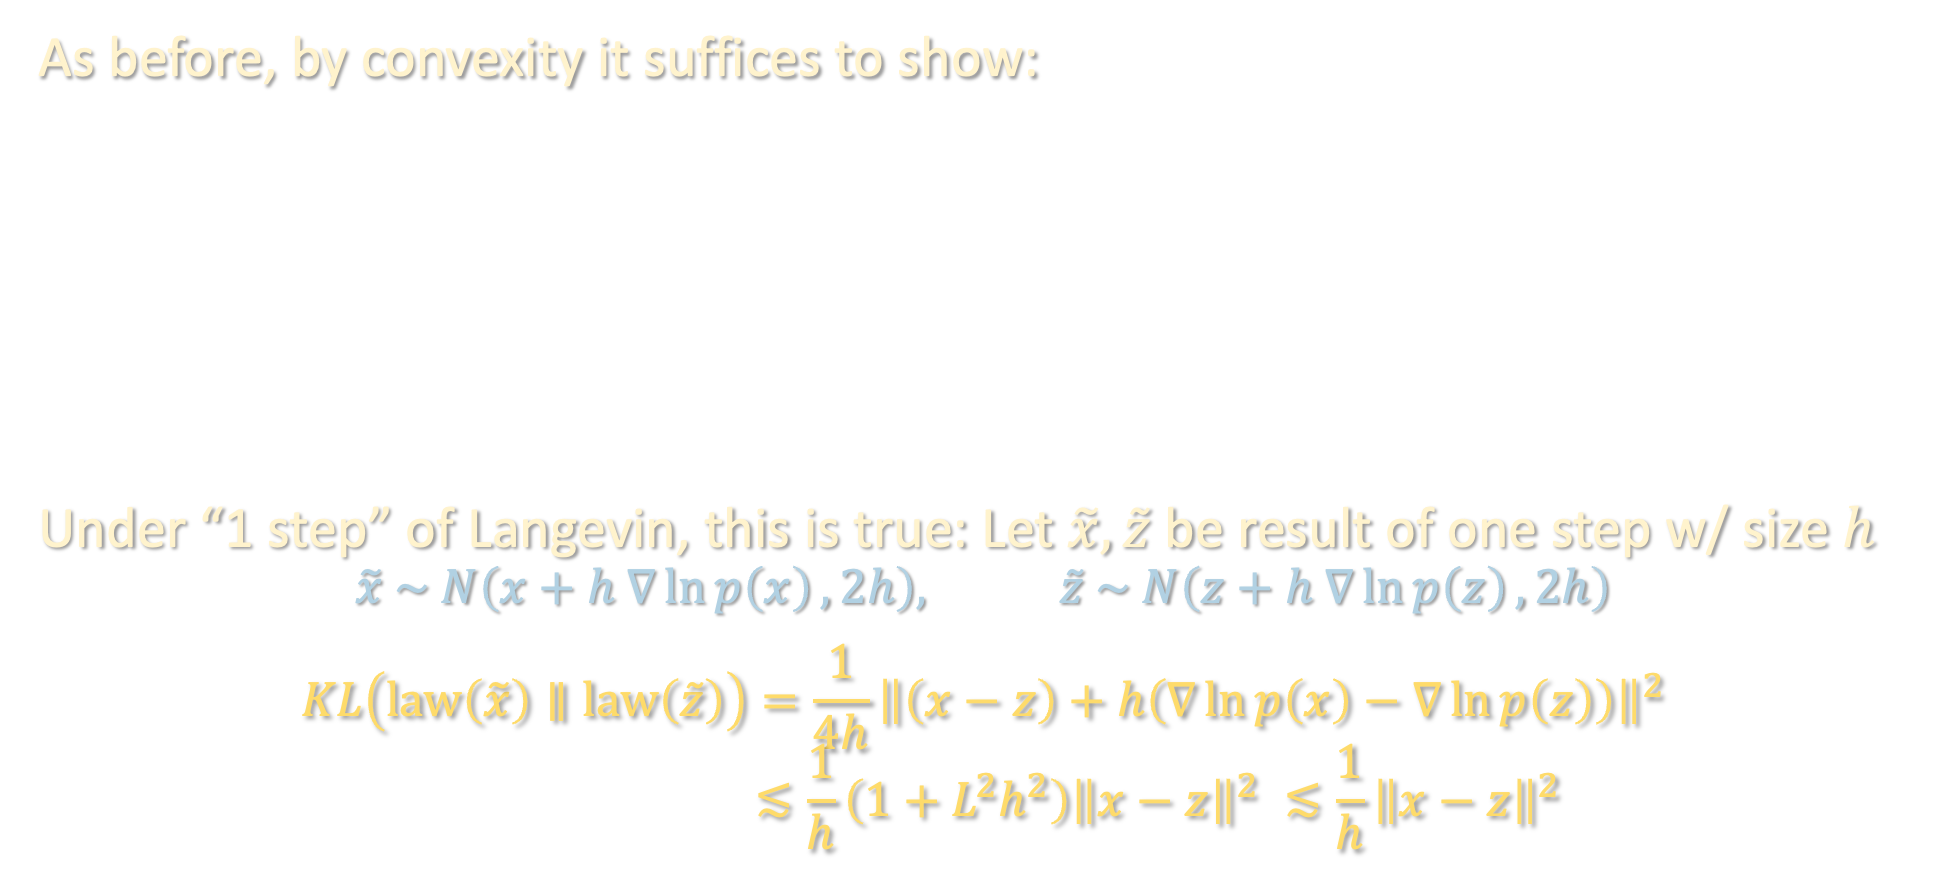 As before, by convexity it suffices to show:
Under “1 step” of Langevin, this is true: Let x̃, z̃ be result of one step w/ size h
x̃ ~ N(x + h ∇ ln p(x) , 2h),  z̃ ~ N(z + h ∇ ln p(z) , 2h)
KL(law(x̃) ∥ law(z̃)) = 1/4h ‖(x − z) + h(∇ ln p(x) − ∇ ln p(z))‖²
≲ 1/h (1 + L²h²)‖x − z‖² ≲ 1/h ‖x − z‖²